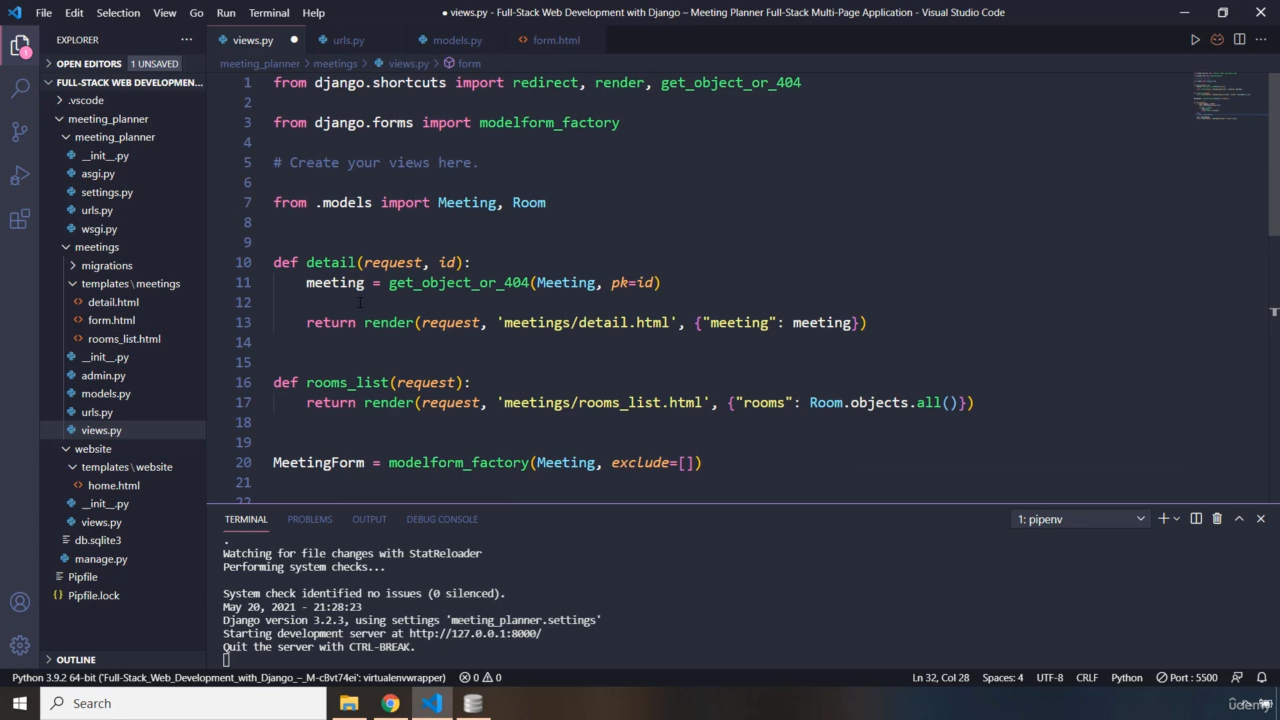 File Edit Selection View Go Run Terminal Help
● views.py - Full-Stack Web Development with Django – Meeting Planner Full-Stack Multi-Page Application - Visual Studio Code
EXPLORER
OPEN EDITORS 1 UNSAVED
FULL-STACK WEB DEVELOPMEN...
.vscode
meeting_planner
meeting_planner
__init__.py
asgi.py
settings.py
urls.py
wsgi.py
meetings
migrations
templates\meetings
detail.html
form.html
rooms_list.html
__init__.py
admin.py
models.py
urls.py
views.py
website
templates\website
home.html
__init__.py
views.py
db.sqlite3
manage.py
Pipfile
Pipfile.lock
OUTLINE
views.py urls.py models.py form.html
meeting_planner > meetings > views.py > form
1 from django.shortcuts import redirect, render, get_object_or_404
2
3 from django.forms import modelform_factory
4
5 # Create your views here.
6
7 from .models import Meeting, Room
8
9
10 def detail(request, id):
11 meeting = get_object_or_404(Meeting, pk=id)
12
13 return render(request, 'meetings/detail.html', {"meeting": meeting})
14
15
16 def rooms_list(request):
17 return render(request, 'meetings/rooms_list.html', {"rooms": Room.objects.all()})
18
19
20 MeetingForm = modelform_factory(Meeting, exclude=[])
21
22
TERMINAL PROBLEMS OUTPUT DEBUG CONSOLE 1: pipenv
.
Watching for file changes with StatReloader
Performing system checks...
System check identified no issues (0 silenced).
May 20, 2021 - 21:28:23
Django version 3.2.3, using settings 'meeting_planner.settings'
Starting development server at http://127.0.0.1:8000/
Quit the server with CTRL-BREAK.
Python 3.9.2 64-bit ('Full-Stack_Web_Development_with_Django_–_M-cBvt74ei': virtualenvwrapper) 0 0 Ln 32, Col 28 Spaces: 4 UTF-8 CRLF Python Port : 5500
Search
udemy